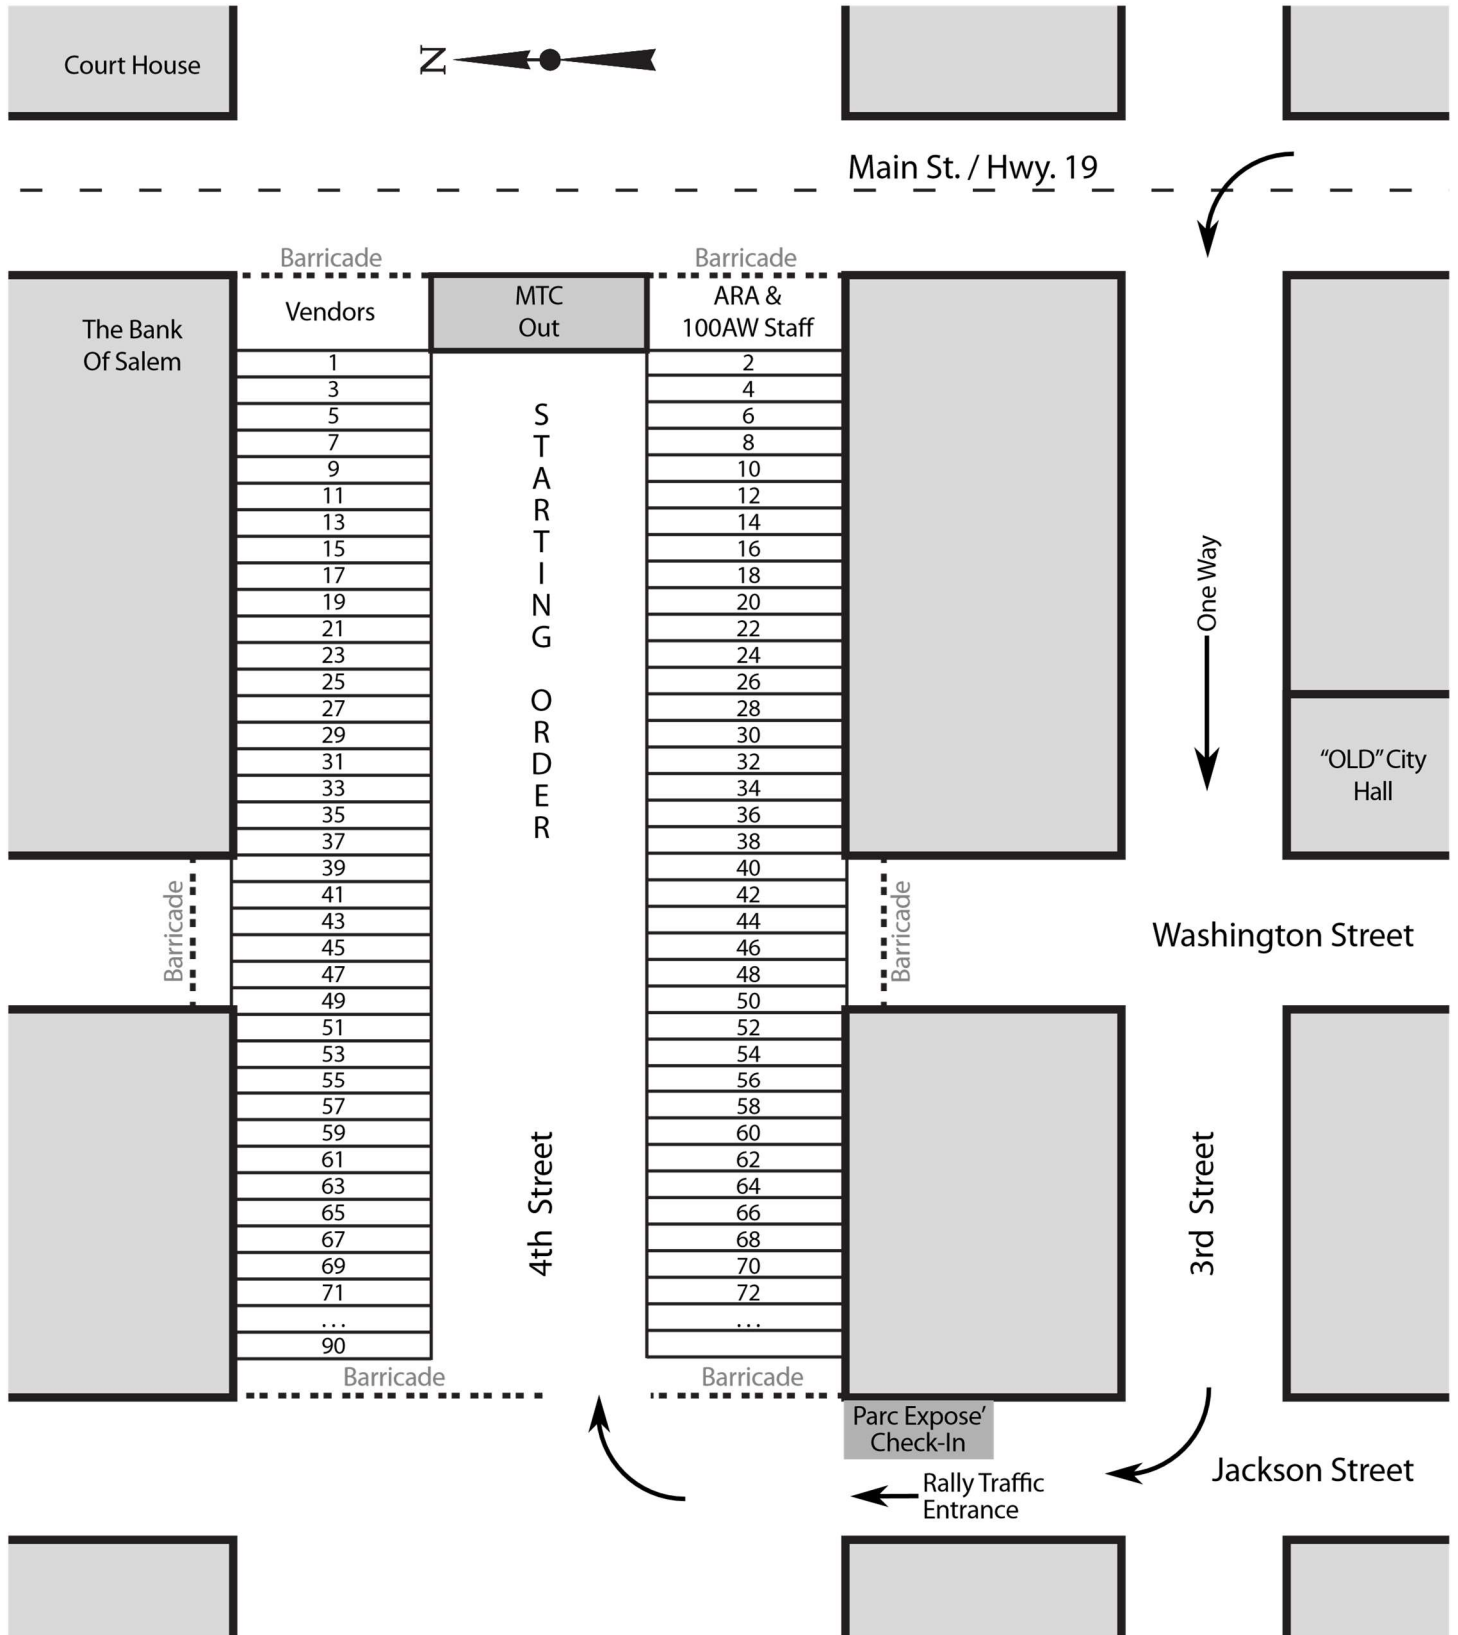 Court House
N
Main St. / Hwy. 19
Barricade
Barricade
Vendors
MTC
Out
ARA &
100AW Staff
The Bank
Of Salem
1
3
5
7
9
11
13
15
17
19
21
23
25
27
29
31
33
35
37
39
41
43
45
47
49
51
53
55
57
59
61
63
65
67
69
71
...
90
STARTING ORDER
4th Street
2
4
6
8
10
12
14
16
18
20
22
24
26
28
30
32
34
36
38
40
42
44
46
48
50
52
54
56
58
60
62
64
66
68
70
72
...
One Way
“OLD” City
Hall
Barricade
Barricade
Washington Street
3rd Street
Barricade
Barricade
Parc Expose’
Check-In
Jackson Street
Rally Traffic
Entrance